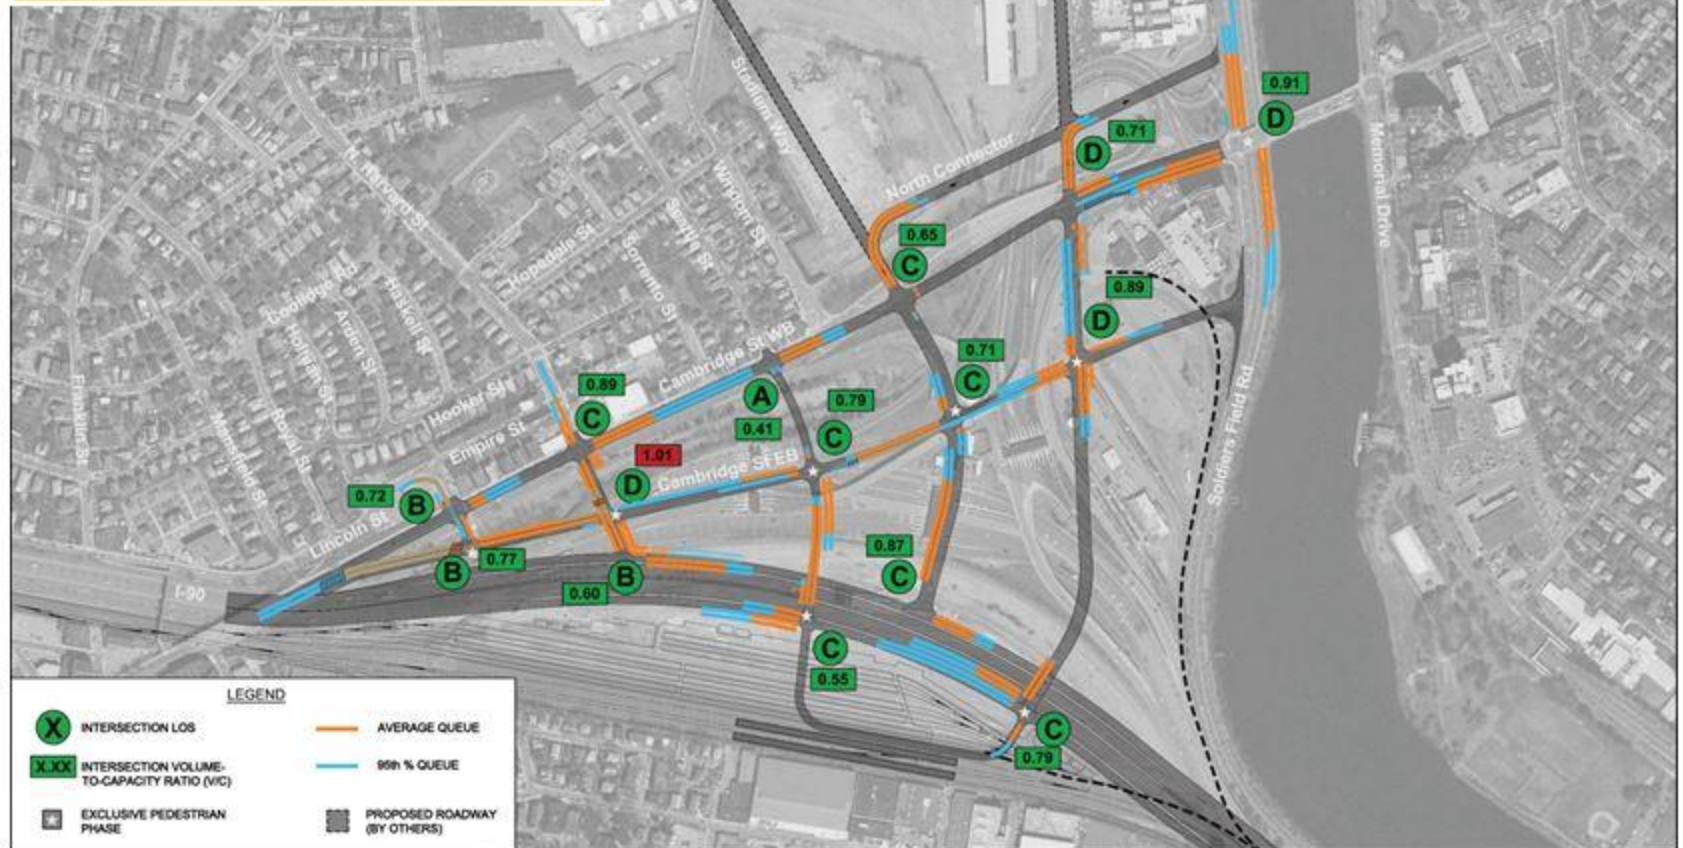 Stadium Way
N. Harvard St
Windom St
Seattle St
Sorrento St
Hopedale St
Coolidge Rd
Haskell St
Arden St
Hooker St
Empire St
Franklin St
Mansfield St
Royal St
Lincoln St
I-90
North Connector
Cambridge St WB
Cambridge St EB
Soldiers Field Rd
Memorial Drive
0.91
D
0.71
D
0.65
C
0.89
D
0.71
C
0.89
C
A
0.41
0.79
C
1.01
D
0.72
B
B
0.77
0.60
B
0.87
C
C
0.55
C
0.79
LEGEND
X
INTERSECTION LOS
X.XX
INTERSECTION VOLUME-
TO-CAPACITY RATIO (V/C)
EXCLUSIVE PEDESTRIAN
PHASE
AVERAGE QUEUE
95th % QUEUE
PROPOSED ROADWAY
(BY OTHERS)